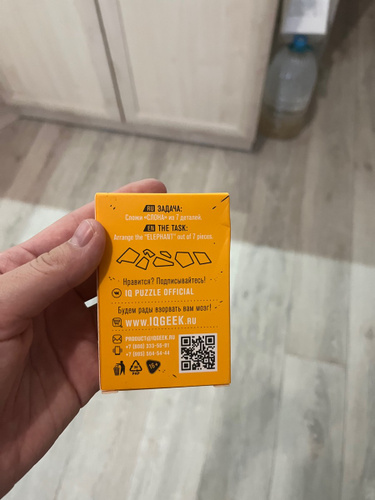 RU ЗАДАЧА:
Сложи «СЛОНА» из 7 деталей.
EN THE TASK:
Arrange the "ELEPHANT" out of 7 pieces.
Нравится? Подписывайтесь!
IQ PUZZLE OFFICIAL
Будем рады взорвать вам мозг!
WWW.IQGEEK.RU
PRODUCT@IQGEEK.RU